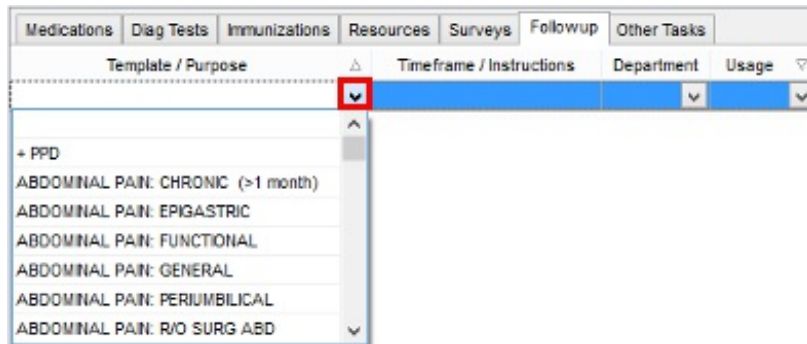 Medications Diag Tests Immunizations Resources Surveys Followup Other Tasks
Template / Purpose Timeframe / Instructions Department Usage
+ PPD
ABDOMINAL PAIN: CHRONIC (>1 month)
ABDOMINAL PAIN: EPIGASTRIC
ABDOMINAL PAIN: FUNCTIONAL
ABDOMINAL PAIN: GENERAL
ABDOMINAL PAIN: PERIUMBILICAL
ABDOMINAL PAIN: R/O SURG ABD